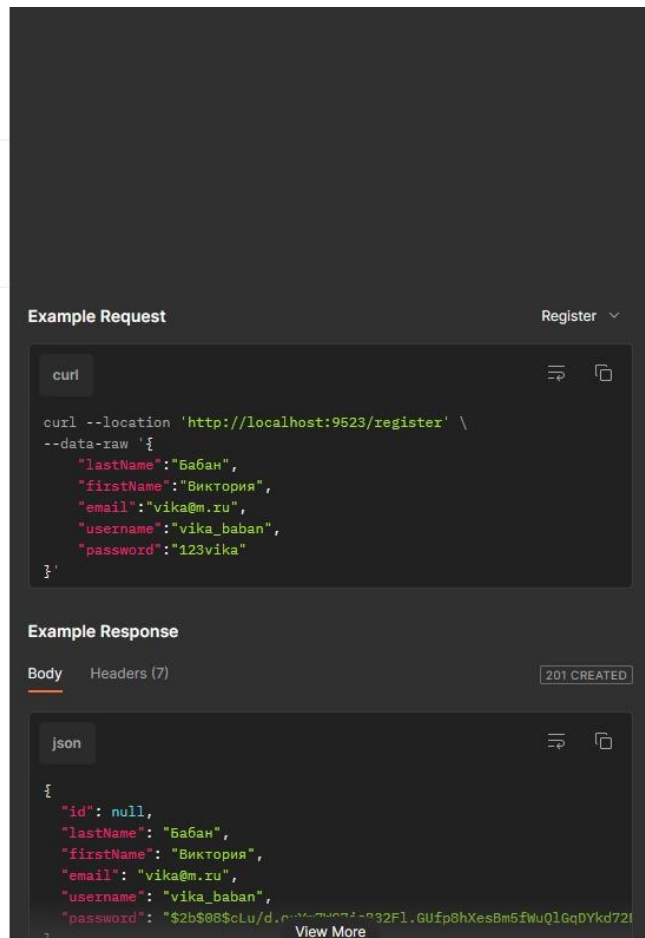 Example Request
Register
curl
curl --location 'http://localhost:9523/register' \
--data-raw '{
"lastName":"Бабан",
"firstName":"Виктория",
"email":"vika@m.ru",
"username":"vika_baban",
"password":"123vika"
}'
Example Response
Body Headers (7) 201 CREATED
json
{
"id": null,
"lastName": "Бабан",
"firstName": "Виктория",
"email": "vika@m.ru",
"username": "vika_baban",
"password":
View More